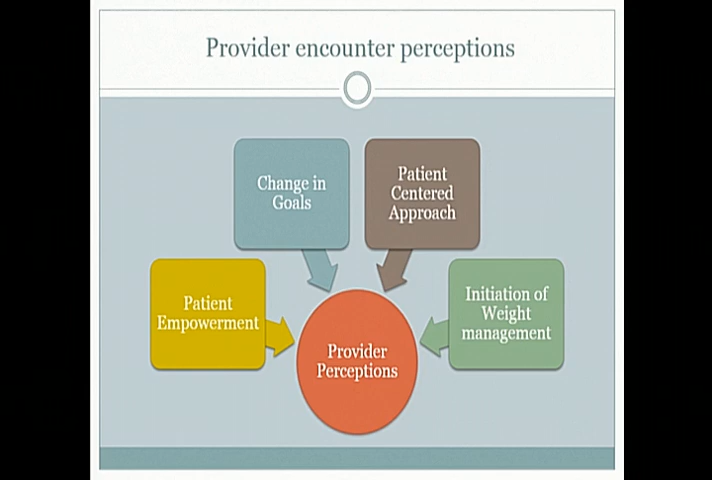 Provider encounter perceptions
Change in
Goals
Patient
Centered
Approach
Patient
Empowerment
Initiation of
Weight
management
Provider
Perceptions